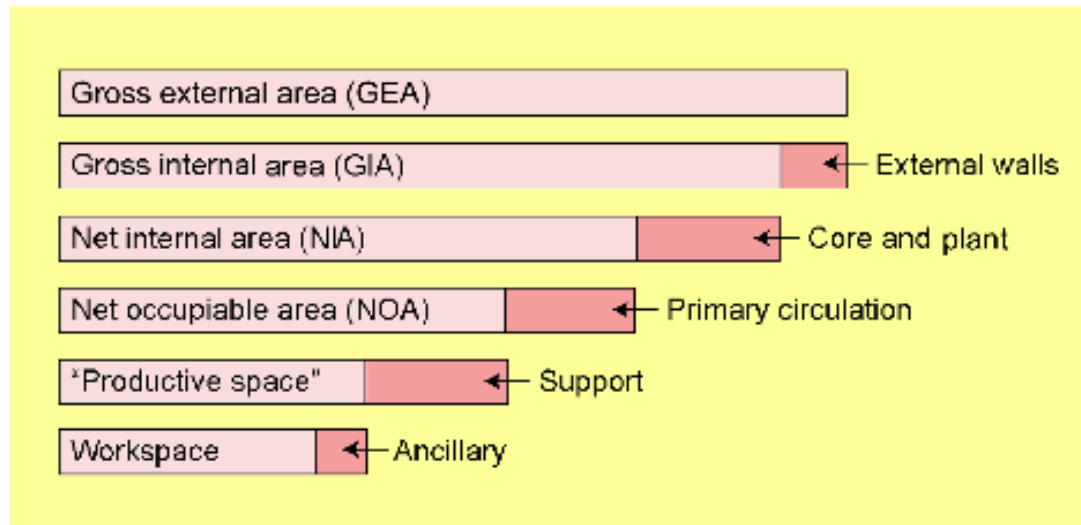 Gross external area (GEA)
Gross internal area (GIA)
External walls
Net internal area (NIA)
Core and plant
Net occupiable area (NOA)
Primary circulation
"Productive space"
Support
Workspace
Ancillary